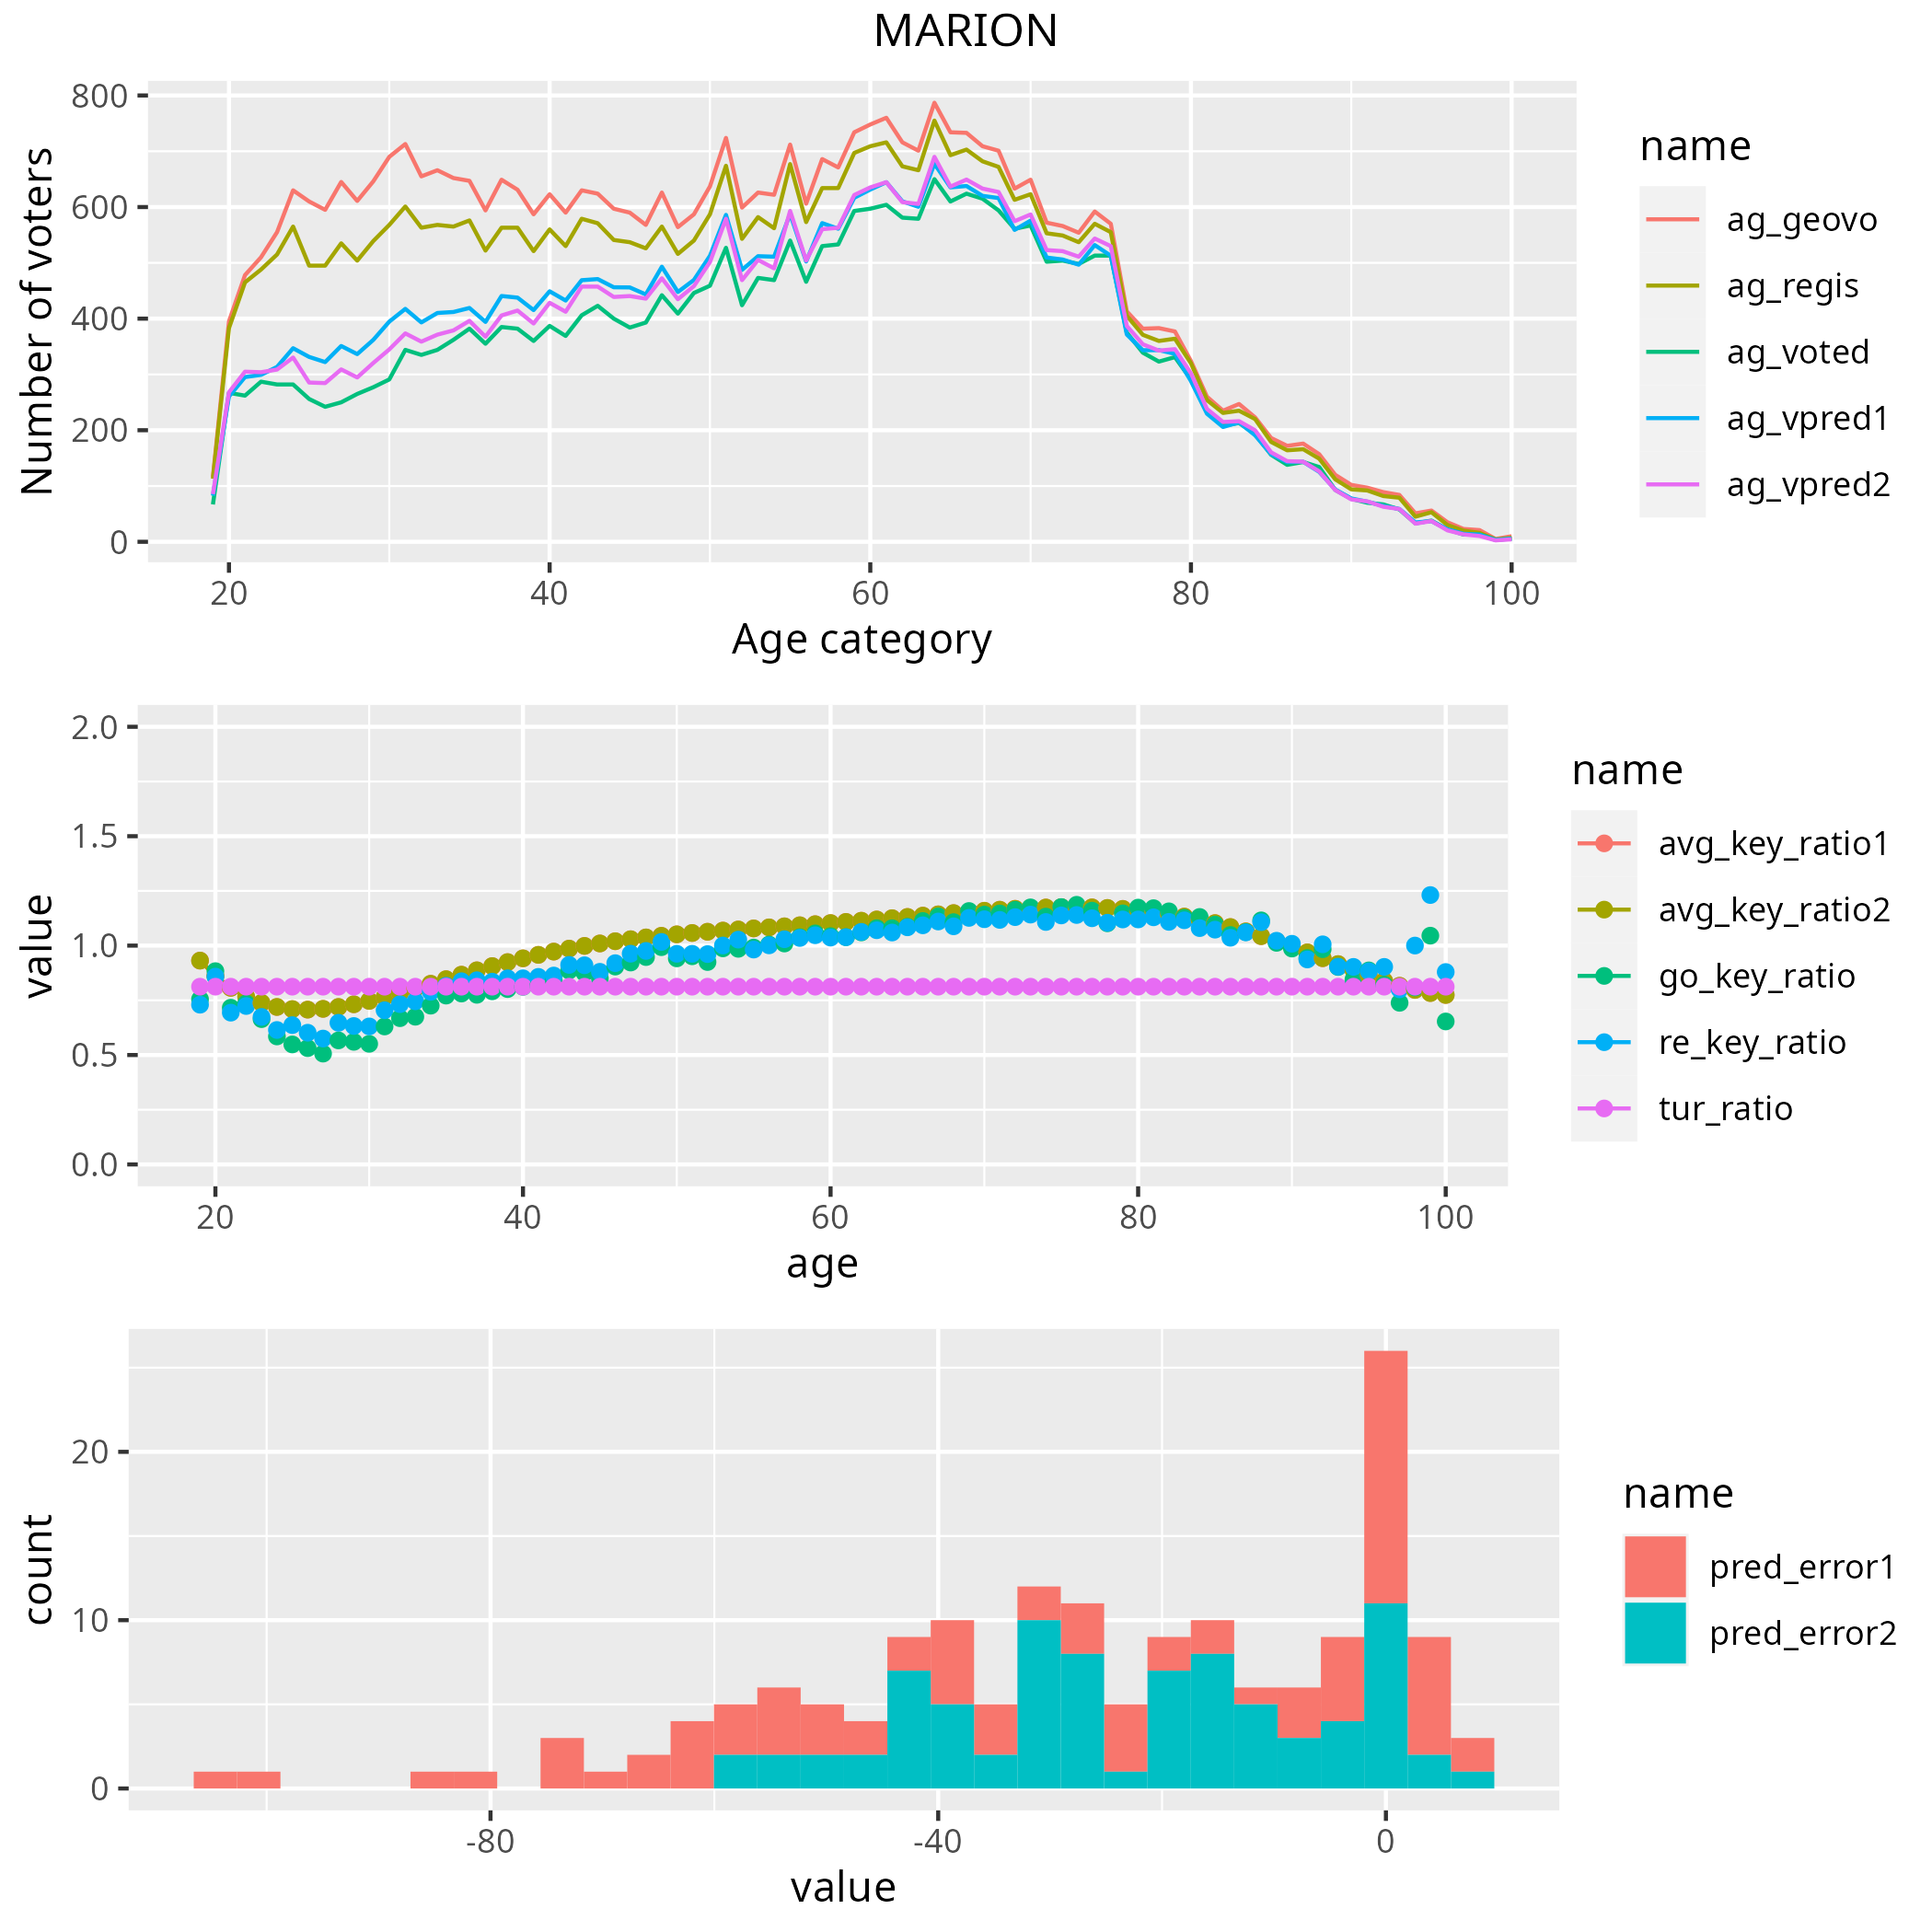 MARION
800
600
400
200
0
20 40 60 80 100
Number of voters
Age category
name
ag_geovo
ag_regis
ag_voted
ag_vpred1
ag_vpred2
2.0
1.5
1.0
0.5
0.0
20 40 60 80 100
value
age
name
avg_key_ratio1
avg_key_ratio2
go_key_ratio
re_key_ratio
tur_ratio
20
10
0
-80 -40 0
count
value
name
pred_error1
pred_error2